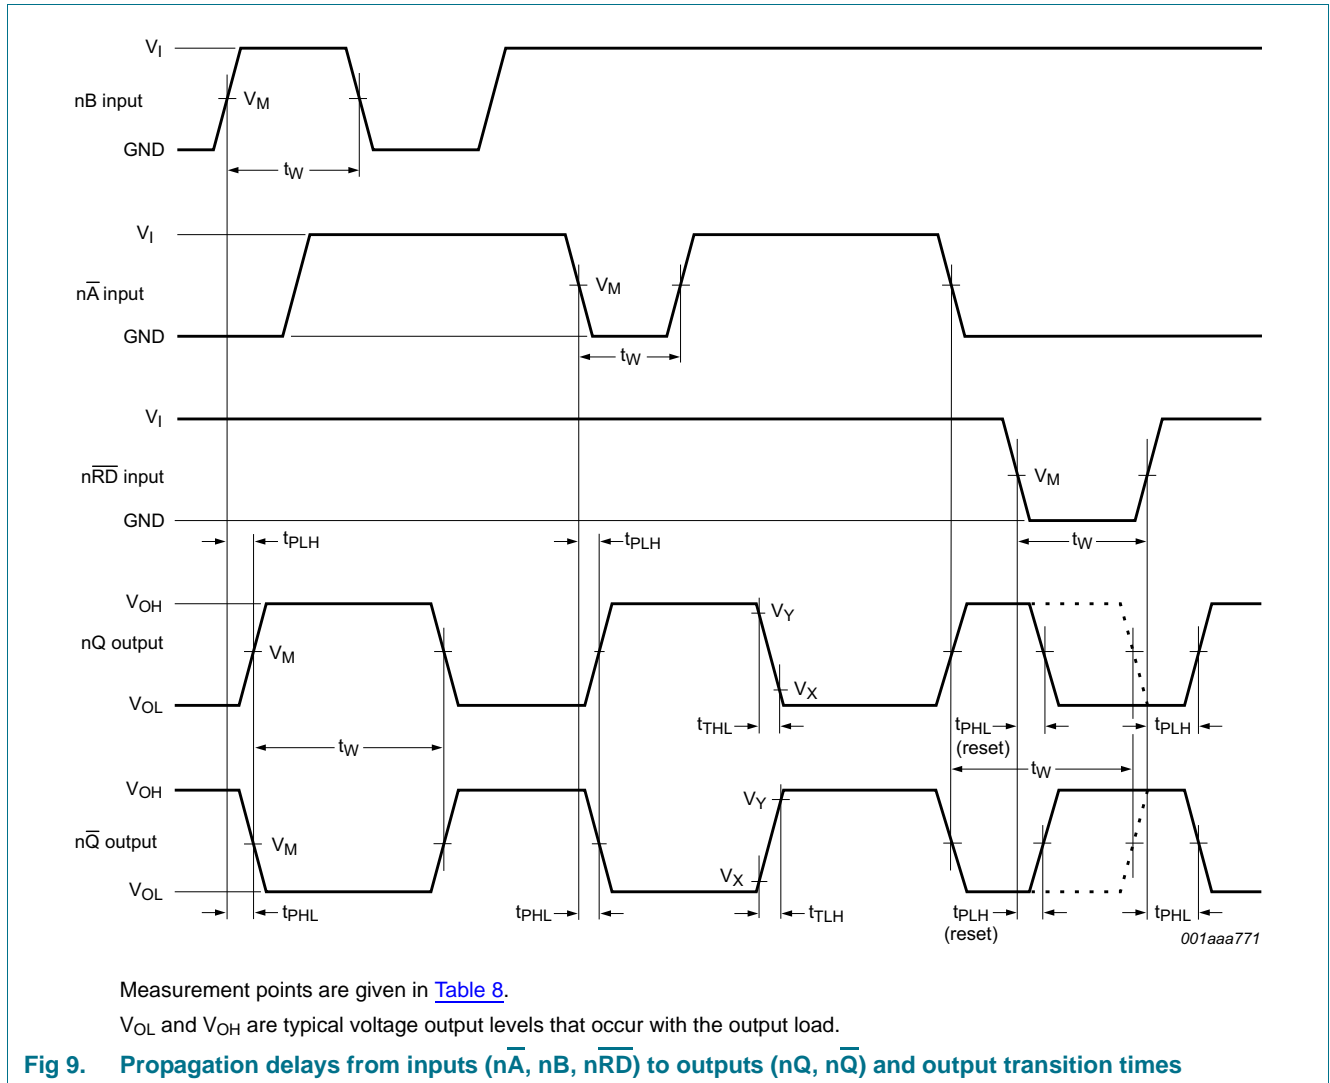 VI
nB input
VM
GND
tW
VI
nA̅ input
VM
GND
tW
VI
nR̅D̅ input
VM
GND
tW
tPLH
tPLH
VOH
nQ output
VM
VY
VX
VOL
tTHL
tPHL
(reset)
tPLH
tW
tW
VOH
nQ̅ output
VM
VY
VX
VOL
tPHL
tPHL
tTLH
tPLH
(reset)
tPHL
001aaa771
Measurement points are given in Table 8.
VOL and VOH are typical voltage output levels that occur with the output load.
Fig 9. Propagation delays from inputs (nA̅, nB, nR̅D̅) to outputs (nQ, nQ̅) and output transition times